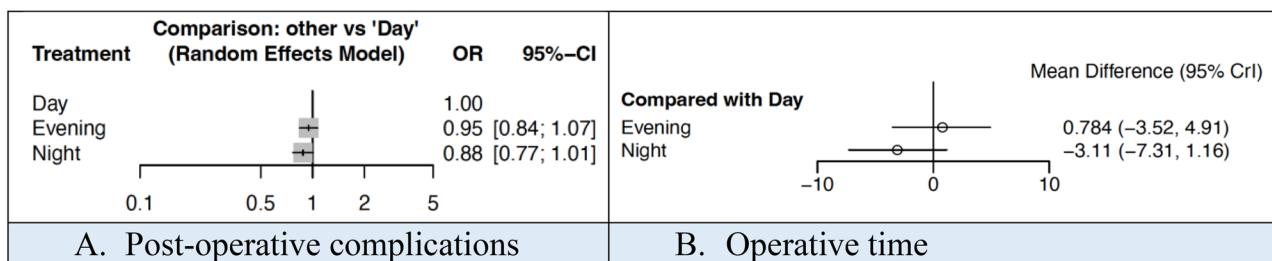 Comparison: other vs 'Day'
Treatment (Random Effects Model) OR 95%−CI
Day 1.00
Evening 0.95 [0.84; 1.07]
Night 0.88 [0.77; 1.01]
0.1 0.5 1 2 5
A. Post-operative complications
Mean Difference (95% CrI)
Compared with Day
Evening 0.784 (−3.52, 4.91)
Night −3.11 (−7.31, 1.16)
−10 0 10
B. Operative time